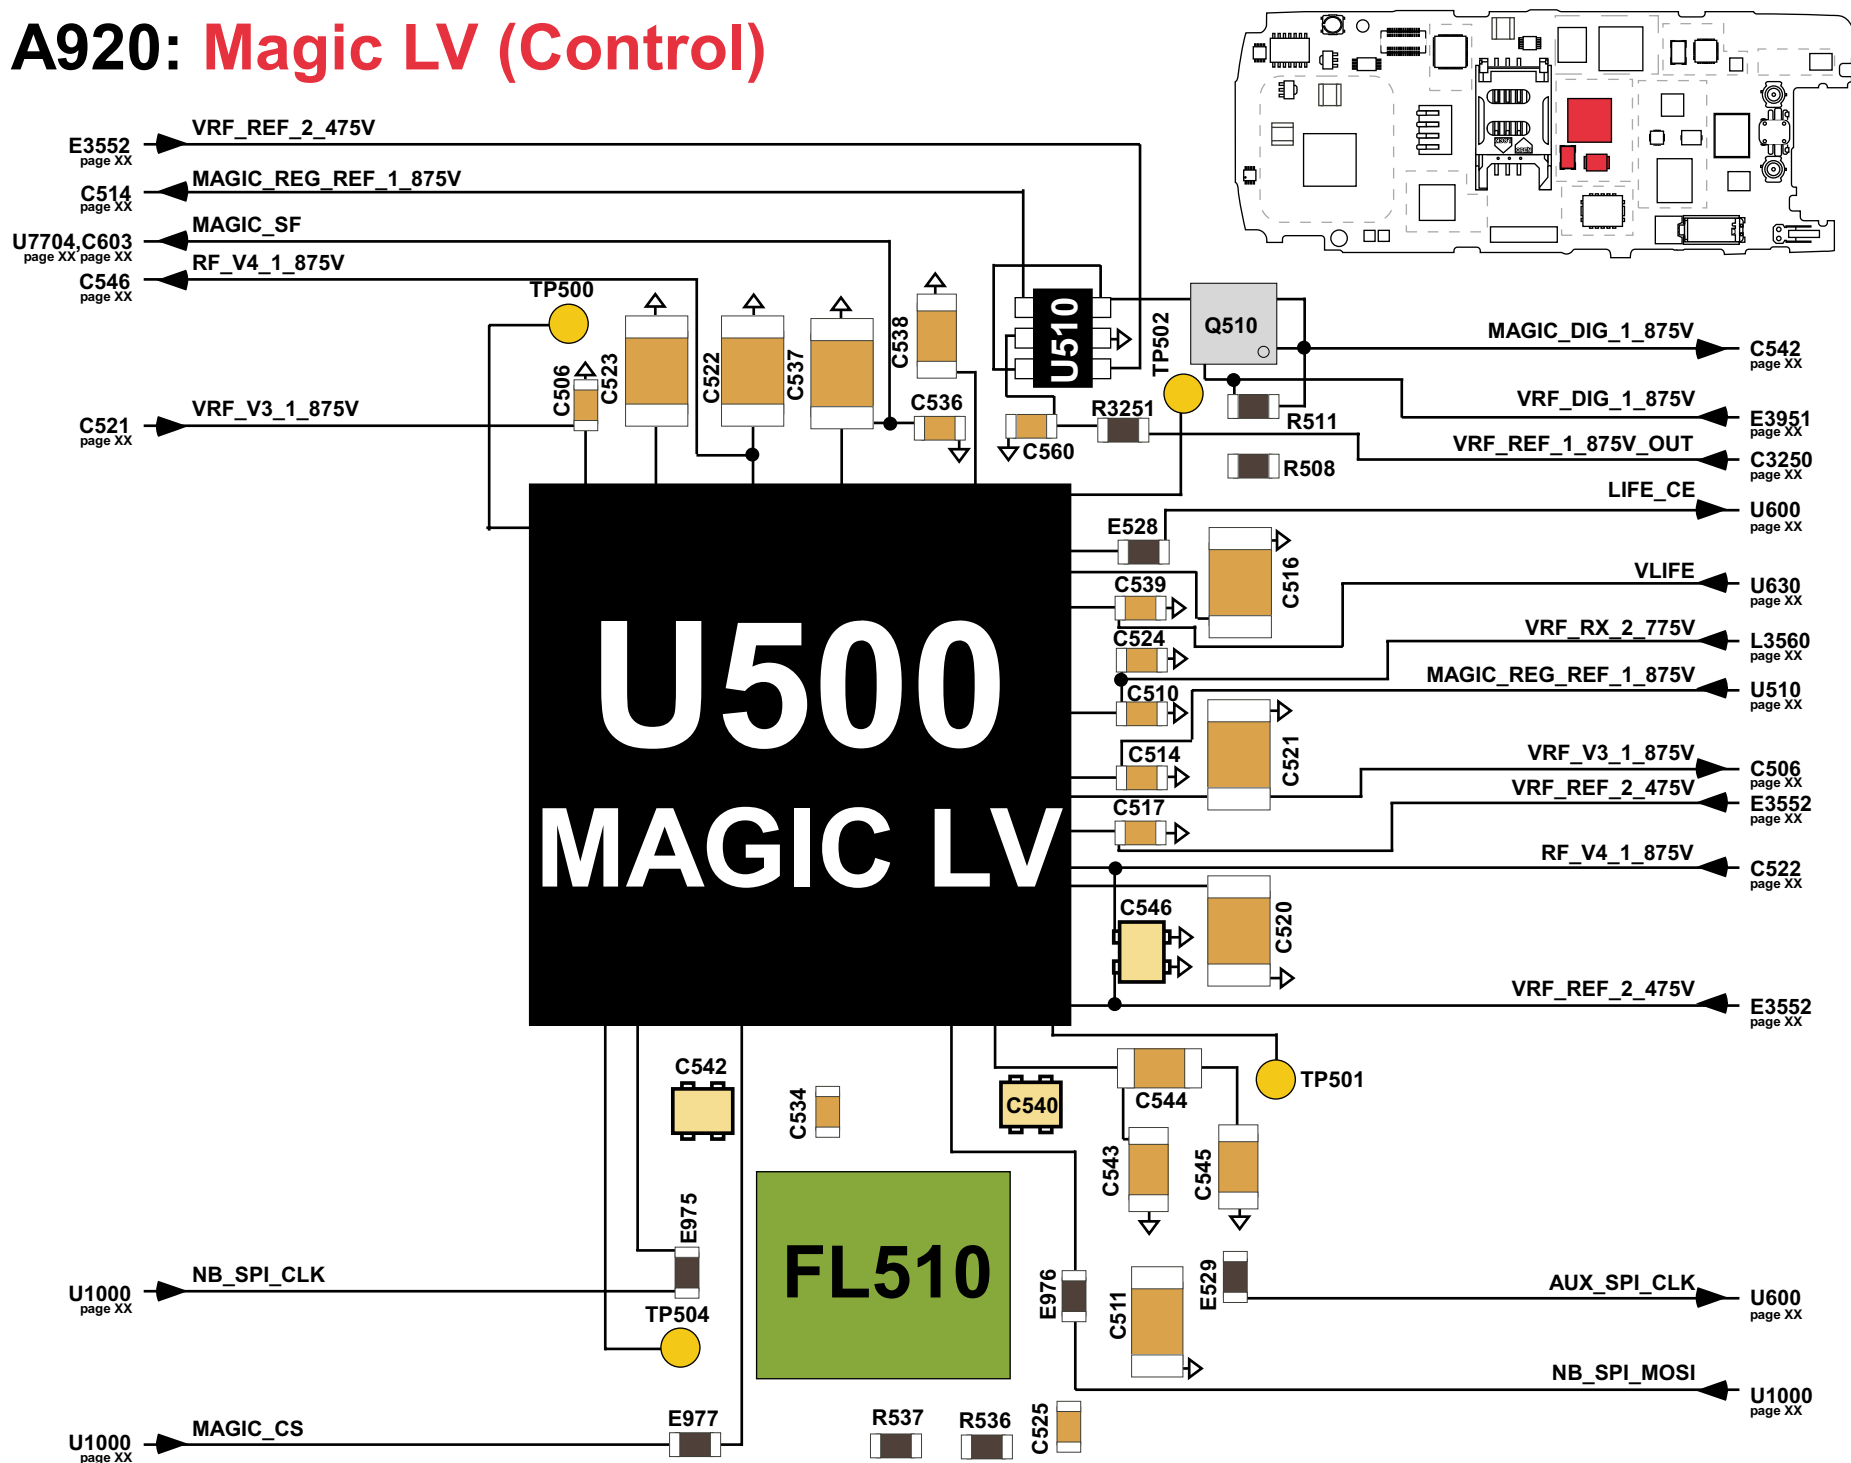 A920: Magic LV (Control)
E3552
page XX
VRF_REF_2_475V
C514
page XX
MAGIC_REG_REF_1_875V
U7704,C603
page XX page XX
MAGIC_SF
C546
page XX
RF_V4_1_875V
C521
page XX
VRF_V3_1_875V
TP500
C506
C523
C522
C537
C538
C536
U510
C560
R3251
TP502
Q510
R511
R508
MAGIC_DIG_1_875V
C542
page XX
VRF_DIG_1_875V
E3951
page XX
VRF_REF_1_875V_OUT
C3250
page XX
LIFE_CE
U600
page XX
VLIFE
U630
page XX
VRF_RX_2_775V
L3560
page XX
MAGIC_REG_REF_1_875V
U510
page XX
VRF_V3_1_875V
C506
page XX
VRF_REF_2_475V
E3552
page XX
RF_V4_1_875V
C522
page XX
VRF_REF_2_475V
E3552
page XX
E528
C516
C539
C524
C510
C521
C514
C517
C546
C520
U500
MAGIC LV
C542
C534
C540
C544
TP501
C543
C545
E975
FL510
E976
C511
E529
U1000
page XX
NB_SPI_CLK
TP504
AUX_SPI_CLK
U600
page XX
NB_SPI_MOSI
U1000
page XX
U1000
page XX
MAGIC_CS
E977
R537
R536
C525